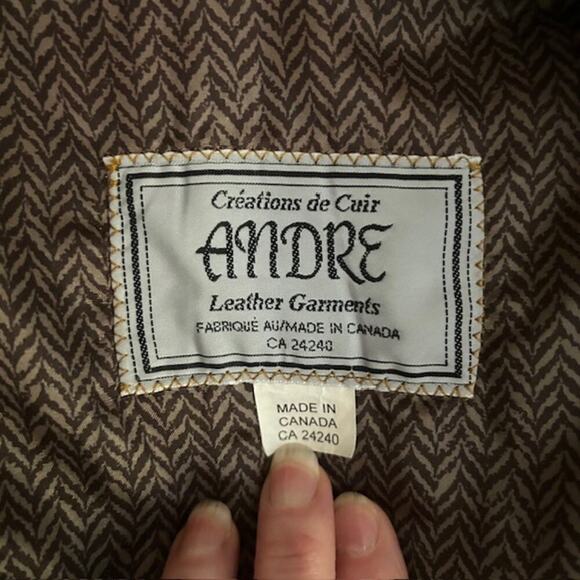 Créations de Cuir
ANDRE
Leather Garments
FABRIQUÉ AU/MADE IN CANADA
CA 24240
MADE IN
CANADA
CA 24240